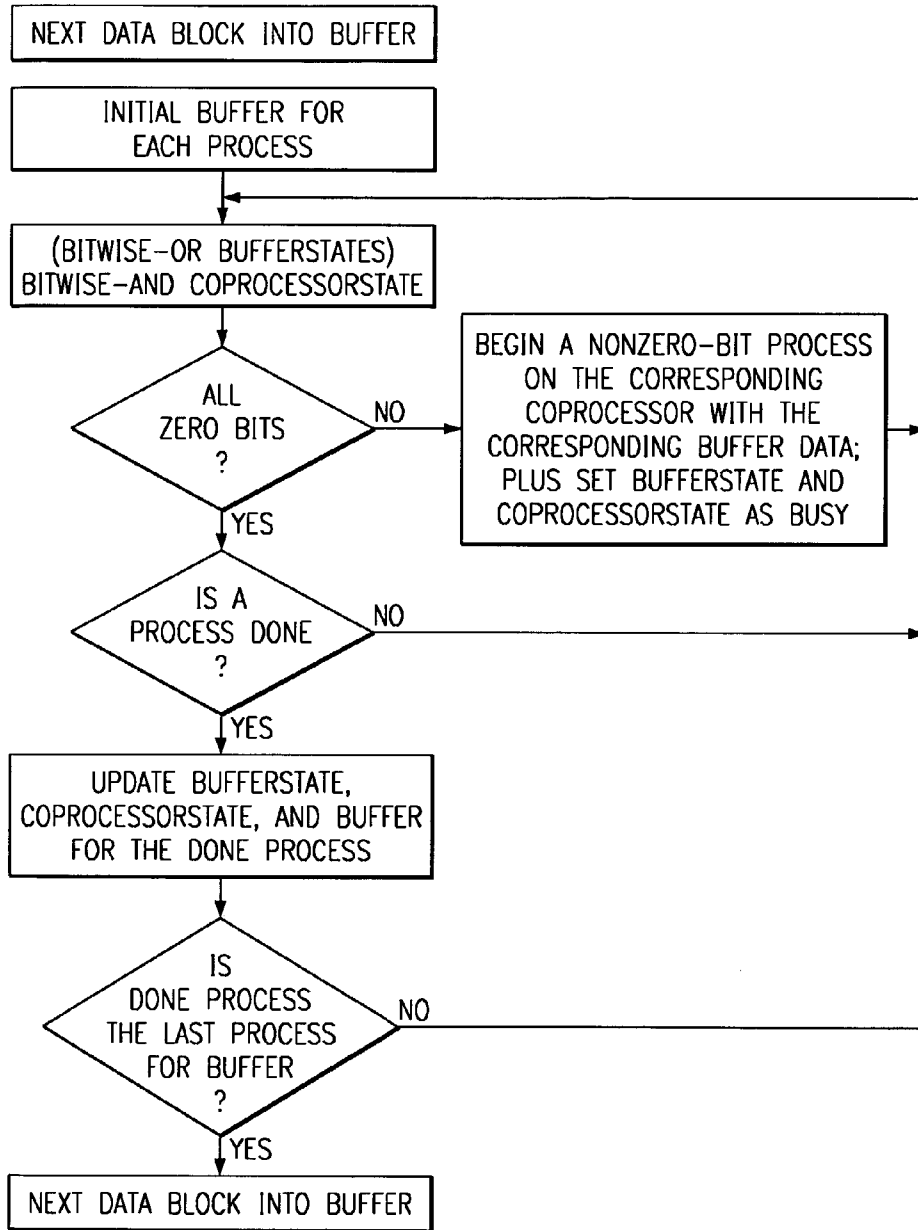 NEXT DATA BLOCK INTO BUFFER
INITIAL BUFFER FOR
EACH PROCESS
(BITWISE-OR BUFFERSTATES)
BITWISE-AND COPROCESSORSTATE
ALL
ZERO BITS
?
NO
YES
BEGIN A NONZERO-BIT PROCESS
ON THE CORRESPONDING
COPROCESSOR WITH THE
CORRESPONDING BUFFER DATA;
PLUS SET BUFFERSTATE AND
COPROCESSORSTATE AS BUSY
IS A
PROCESS DONE
?
NO
YES
UPDATE BUFFERSTATE,
COPROCESSORSTATE, AND BUFFER
FOR THE DONE PROCESS
IS
DONE PROCESS
THE LAST PROCESS
FOR BUFFER
?
NO
YES
NEXT DATA BLOCK INTO BUFFER